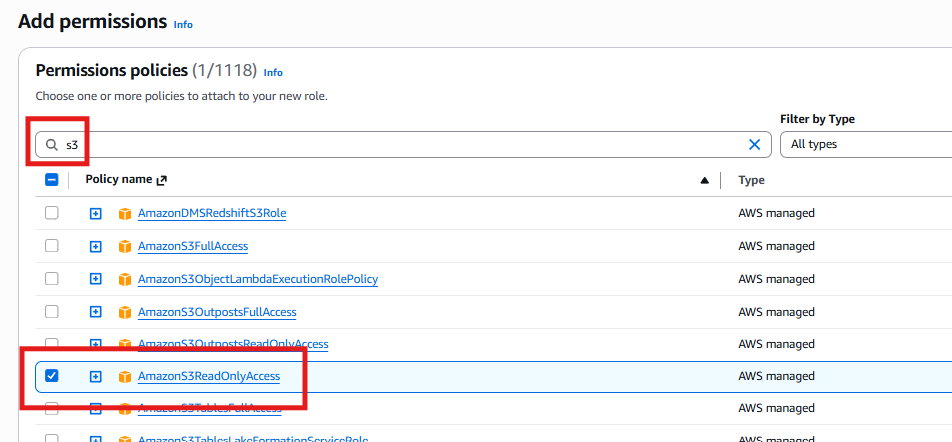 Add permissions Info
Permissions policies (1/1118) Info
Choose one or more policies to attach to your new role.
Filter by Type
s3
All types
Policy name
Type
AmazonDMSRedshiftS3Role AWS managed
AmazonS3FullAccess AWS managed
AmazonS3ObjectLambdaExecutionRolePolicy AWS managed
AmazonS3OutpostsFullAccess AWS managed
AmazonS3OutpostsReadOnlyAccess AWS managed
AmazonS3ReadOnlyAccess AWS managed
AmazonS3TablesFullAccess AWS managed
AmazonS3TablesLakeFormationServiceRole AWS managed